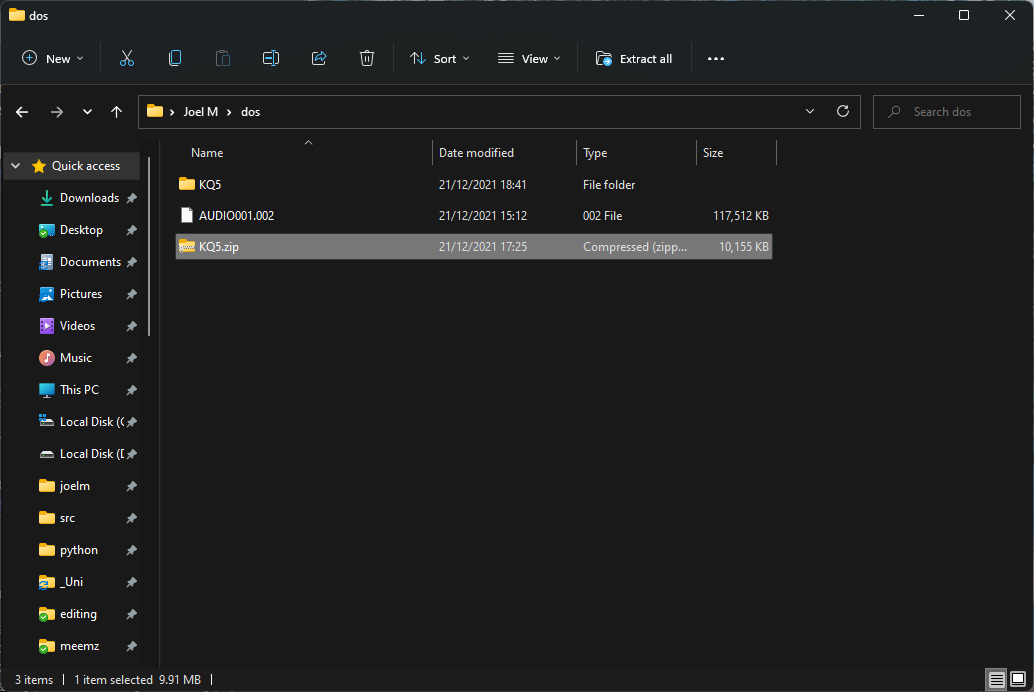 dos
New Sort View Extract all
Joel M dos Search dos
Name Date modified Type Size
Quick access
Downloads
Desktop
Documents
Pictures
Videos
Music
This PC
Local Disk (
Local Disk (
joelm
src
python
_Uni
editing
meemz
KQ5 21/12/2021 18:41 File folder
AUDIO001.002 21/12/2021 15:12 002 File 117,512 KB
KQ5.zip 21/12/2021 17:25 Compressed (zipp... 10,155 KB
3 items 1 item selected 9.91 MB